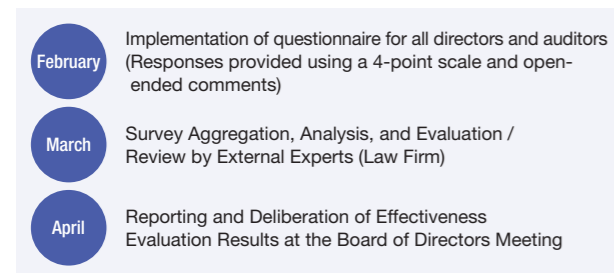 February
Implementation of questionnaire for all directors and auditors
(Responses provided using a 4-point scale and open-
ended comments)
March
Survey Aggregation, Analysis, and Evaluation /
Review by External Experts (Law Firm)
April
Reporting and Deliberation of Effectiveness
Evaluation Results at the Board of Directors Meeting